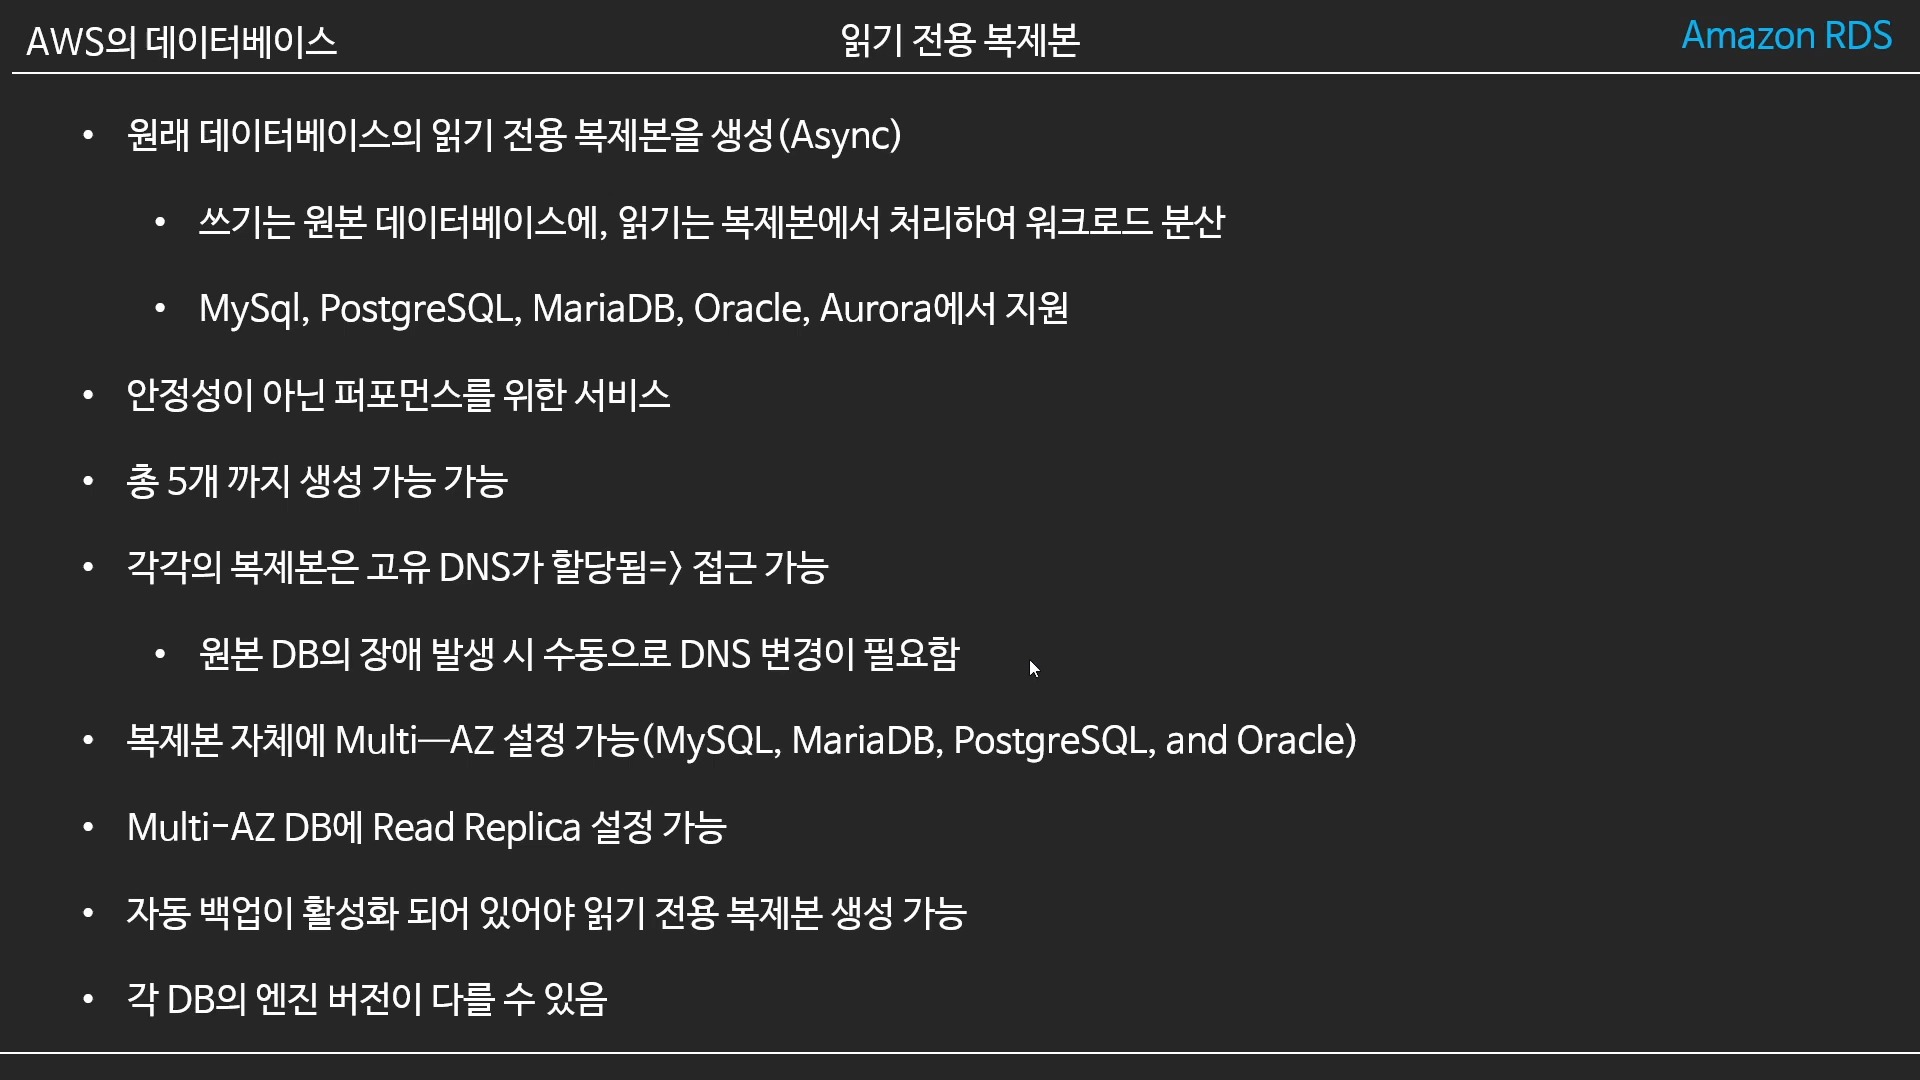 AWS의 데이터베이스
읽기 전용 복제본
Amazon RDS
• 원래 데이터베이스의 읽기 전용 복제본을 생성(Async)
• 쓰기는 원본 데이터베이스에, 읽기는 복제본에서 처리하여 워크로드 분산
• MySql, PostgreSQL, MariaDB, Oracle, Aurora에서 지원
• 안정성이 아닌 퍼포먼스를 위한 서비스
• 총 5개 까지 생성 가능 가능
• 각각의 복제본은 고유 DNS가 할당됨=> 접근 가능
• 원본 DB의 장애 발생 시 수동으로 DNS 변경이 필요함
• 복제본 자체에 Multi—AZ 설정 가능(MySQL, MariaDB, PostgreSQL, and Oracle)
• Multi-AZ DB에 Read Replica 설정 가능
• 자동 백업이 활성화 되어 있어야 읽기 전용 복제본 생성 가능
• 각 DB의 엔진 버전이 다를 수 있음